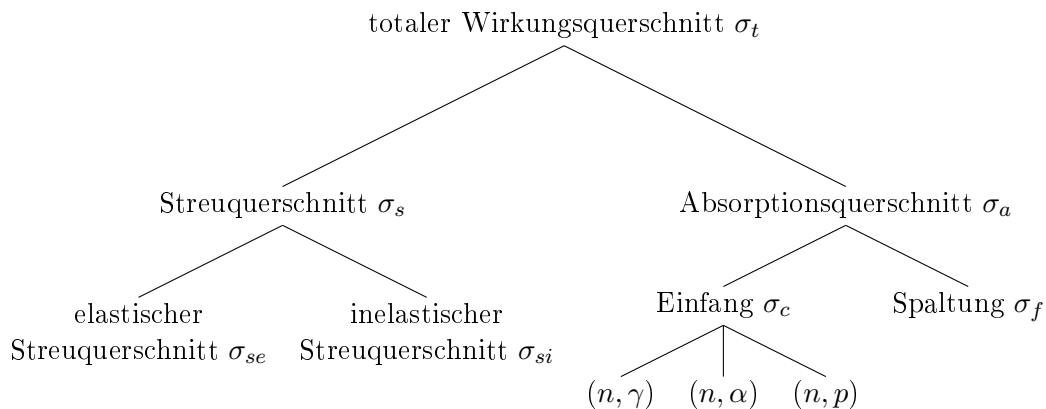 totaler Wirkungsquerschnitt σ_t
Streuquerschnitt σ_s
Absorptionsquerschnitt σ_a
elastischer
Streuquerschnitt σ_se
inelastischer
Streuquerschnitt σ_si
Einfang σ_c
Spaltung σ_f
(n, γ)
(n, α)
(n, p)